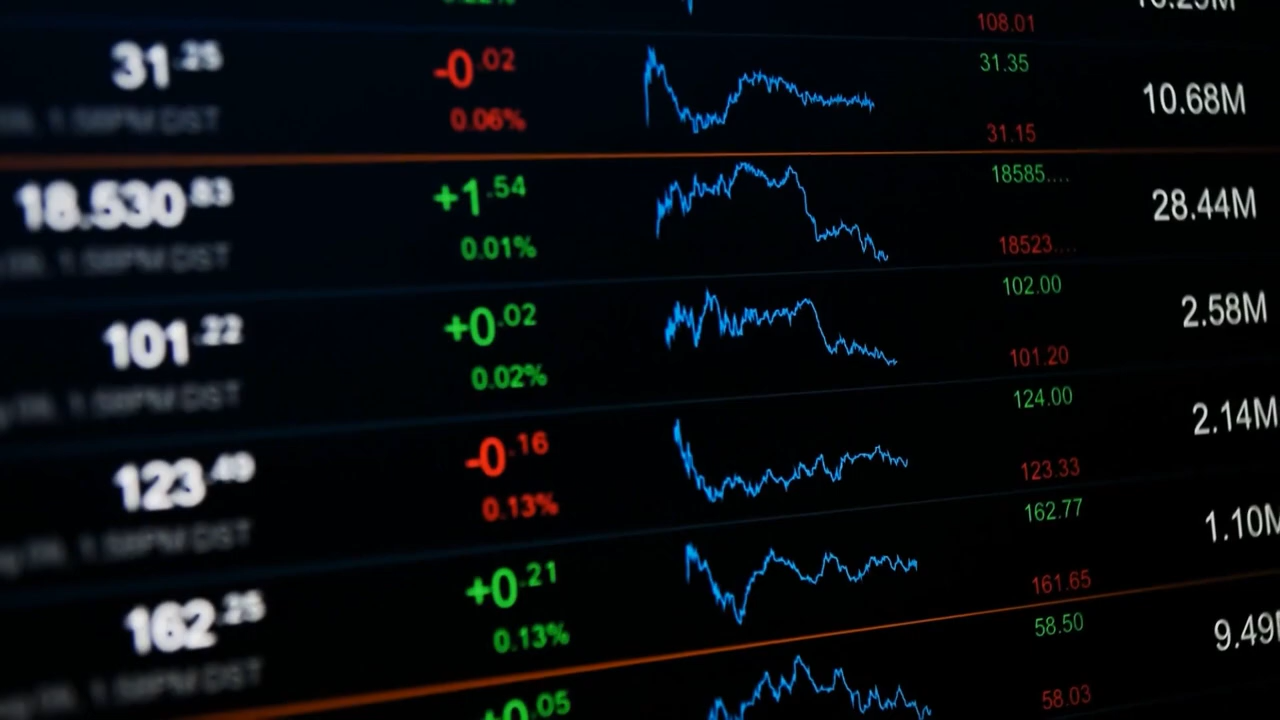 108.01
31.25 -0.02 31.35
0.06% 31.15 10.68M
18.530.83 +1.54 18585....
0.01% 18523.... 28.44M
101.22 +0.02 102.00
0.02% 101.20 2.58M
123.49 -0.16 124.00
0.13% 123.33 2.14M
162.25 +0.21 162.77
0.13% 161.65 1.10M
+0.05 58.50
58.03 9.49M